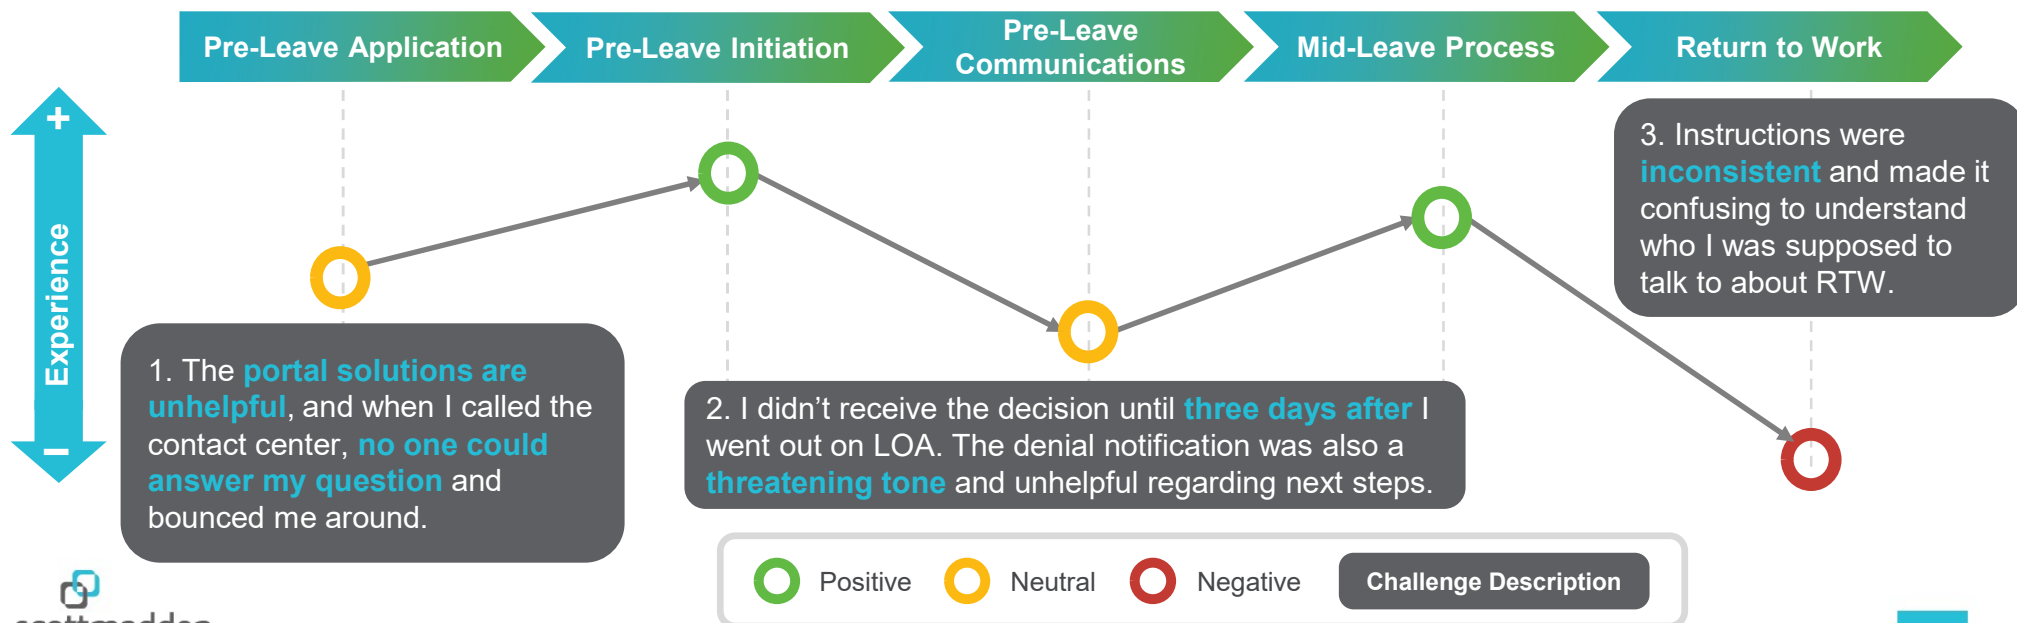 Pre-Leave Application
Pre-Leave Initiation
Pre-Leave
Communications
Mid-Leave Process
Return to Work
+
Experience
–
3. Instructions were
inconsistent and made it
confusing to understand
who I was supposed to
talk to about RTW.
1. The portal solutions are
unhelpful, and when I called the
contact center, no one could
answer my question and
bounced me around.
2. I didn’t receive the decision until three days after I
went out on LOA. The denial notification was also a
threatening tone and unhelpful regarding next steps.
Positive
Neutral
Negative
Challenge Description